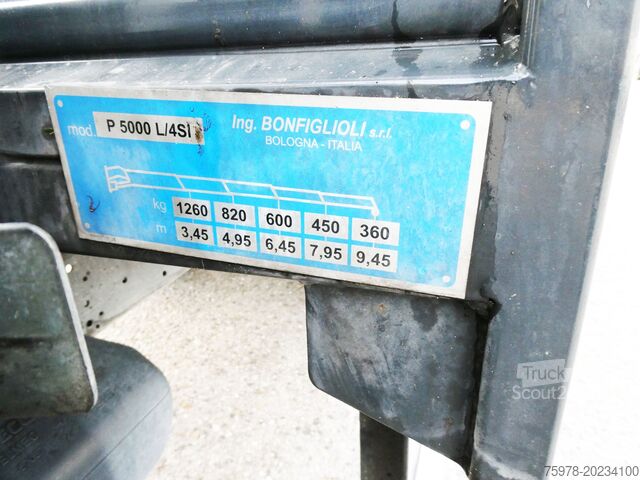 Ing. BONFIGLIOLI s.r.l.
BOLOGNA - ITALIA
mod. P 5000 L/4SI
kg 1260 820 600 450 360
m 3,45 4,95 6,45 7,95 9,45
Truck
Scout2
75978-20234100